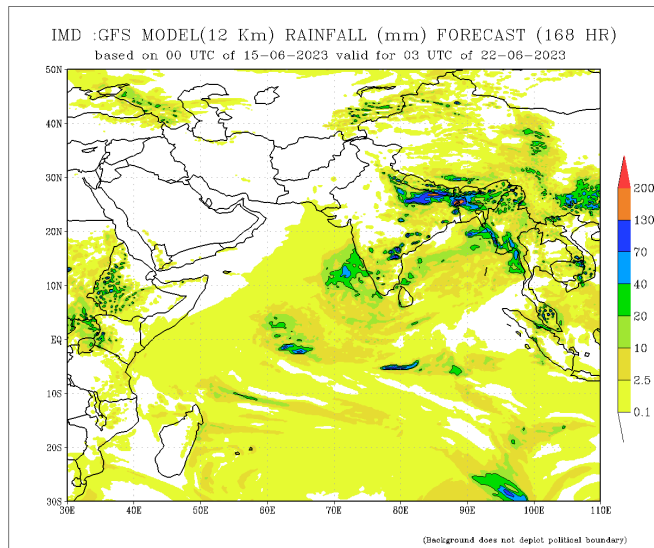 IMD :GFS MODEL(12 Km) RAINFALL (mm) FORECAST (168 HR)
based on 00 UTC of 15-06-2023 valid for 03 UTC of 22-06-2023
50N
40N
30N
20N
10N
EQ
10S
20S
30S
30E 40E 50E 60E 70E 80E 90E 100E 110E
200
130
70
40
20
10
2.5
0.1
(Background does not depict political boundary)